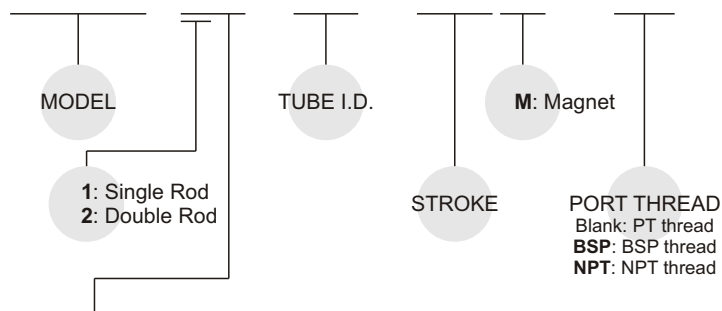 MODEL
TUBE I.D.
M: Magnet
1: Single Rod
2: Double Rod
STROKE
PORT THREAD
Blank: PT thread
BSP: BSP thread
NPT: NPT thread